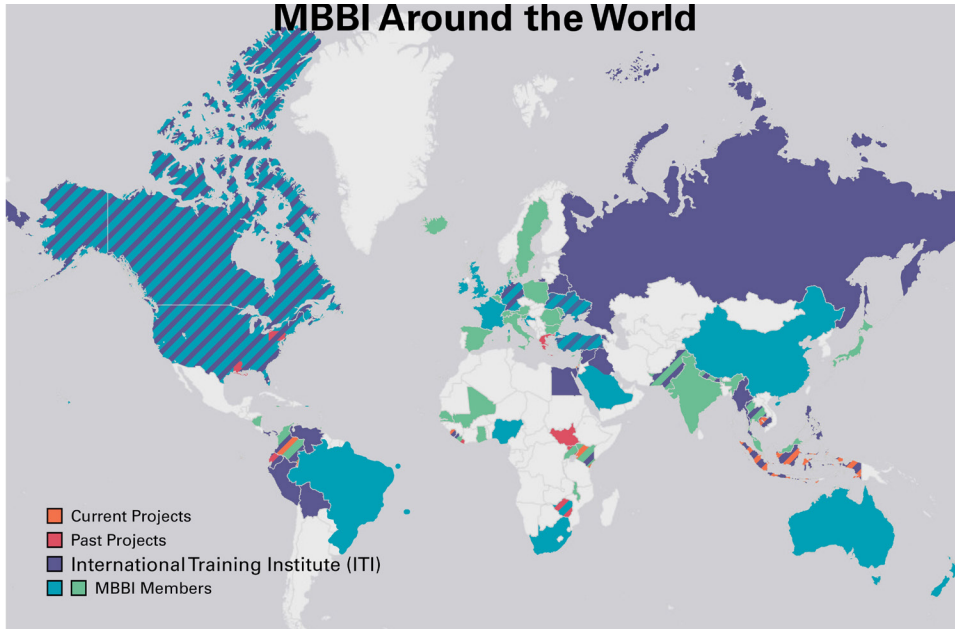 MBBI Around the World
Current Projects
Past Projects
International Training Institute (ITI)
MBBI Members